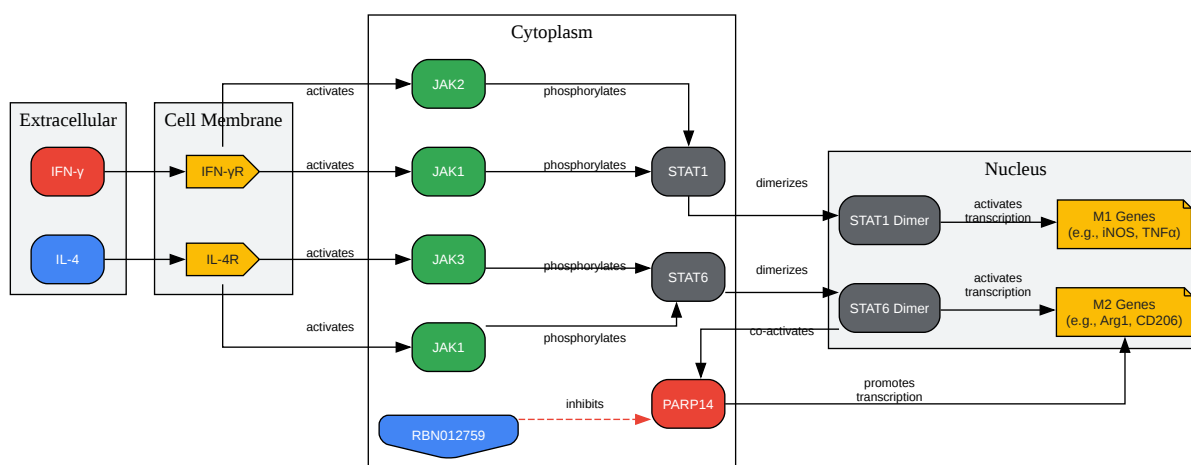 Cytoplasm
JAK2
activates
phosphorylates
Extracellular
Cell Membrane
IFN-γ
IFN-γR
activates
JAK1
phosphorylates
STAT1
Nucleus
dimerizes
STAT1 Dimer
activates
transcription
M1 Genes
(e.g., iNOS, TNFα)
IL-4
IL-4R
activates
JAK3
phosphorylates
STAT6
dimerizes
STAT6 Dimer
activates
transcription
M2 Genes
(e.g., Arg1, CD206)
activates
JAK1
phosphorylates
co-activates
PARP14
promotes
transcription
inhibits
RBN012759